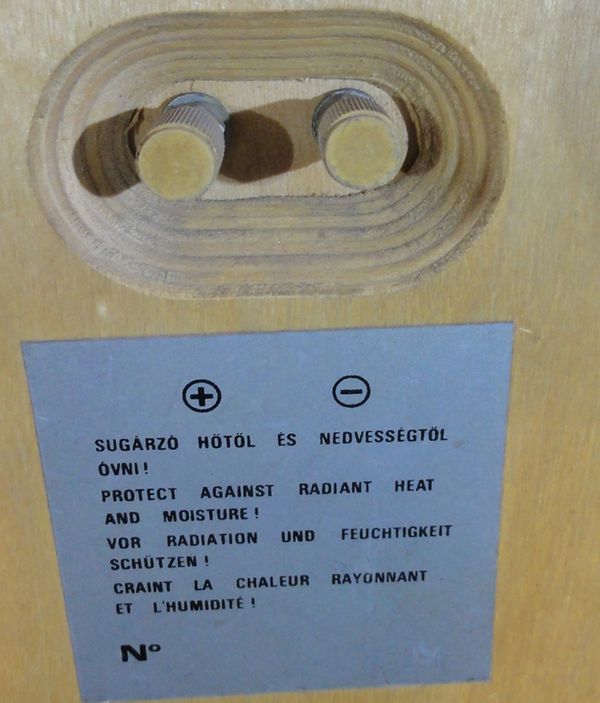 ⊕ ⊖
SUGÁRZÓ HŐTŐL ÉS NEDVESSÉGTŐL
ÓVNI!
PROTECT AGAINST RADIANT HEAT
AND MOISTURE!
VOR RADIATION UND FEUCHTIGKEIT
SCHÜTZEN!
CRAINT LA CHALEUR RAYONNANT
ET L'HUMIDITÉ!
Nº